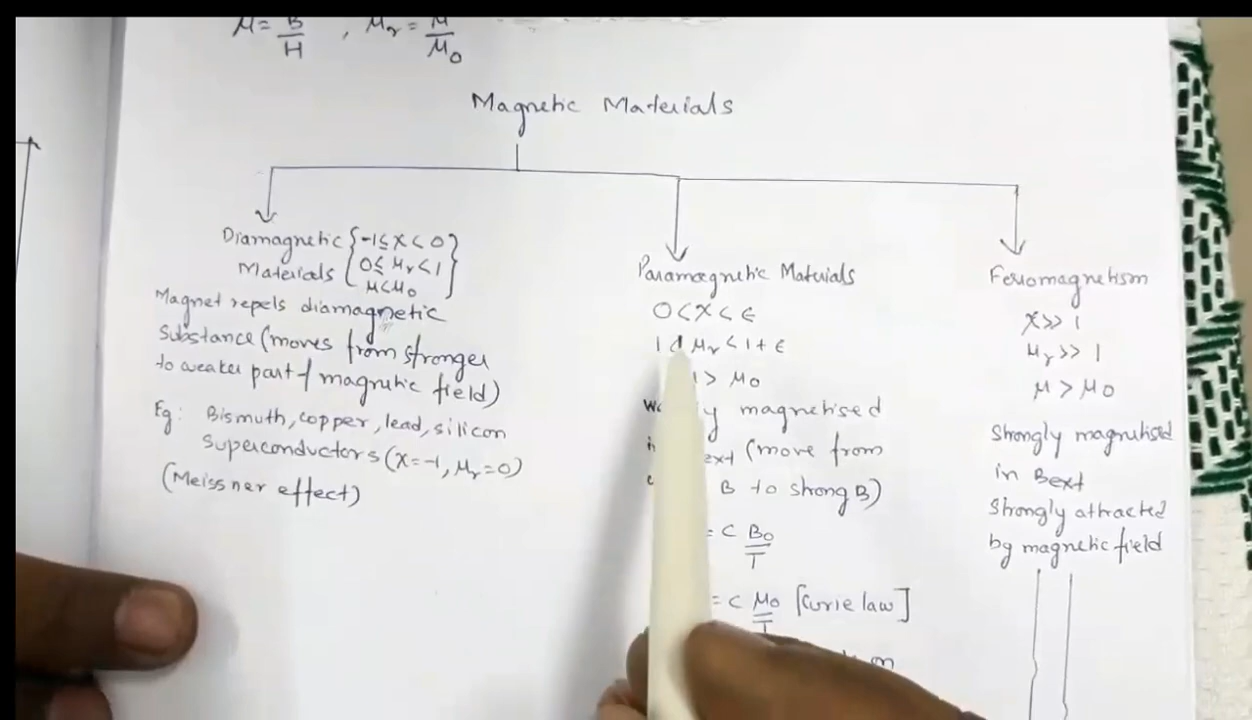 μ = B/H , μr = μ/μ0
Magnetic Materials
Diamagnetic {-1 ≤ χ < 0}
Materials {0 ≤ μr < 1}
μ < μ0
Magnet repels diamagnetic
substance (moves from stronger
to weaker part of magnetic field)
Eg: Bismuth, copper, lead, silicon
Superconductors (χ = -1, μr = 0)
(Meissner effect)
Paramagnetic Materials
0 < χ < ε
1 < μr < 1 + ε
> μ0
magnetised
ext (move from
B to strong B)
= C B0/T
= C μ0/T [Curie law]
Ferromagnetism
χ >> 1
μr >> 1
μ > μ0
Strongly magnetised
in Bext
Strongly attracted
by magnetic field